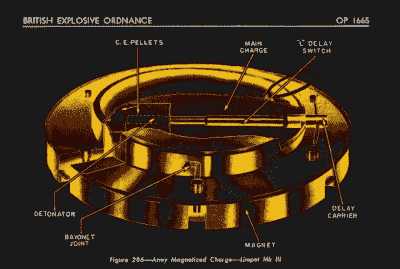 BRITISH EXPLOSIVE ORDNANCE
OP 1665
C.E. PELLETS
MAIN
CHARGE
"L" DELAY
SWITCH
DETONATOR
BAYONET
JOINT
MAGNET
DELAY
CARRIER
Figure 286—Army Magnetized Charge—Limpet Mk III